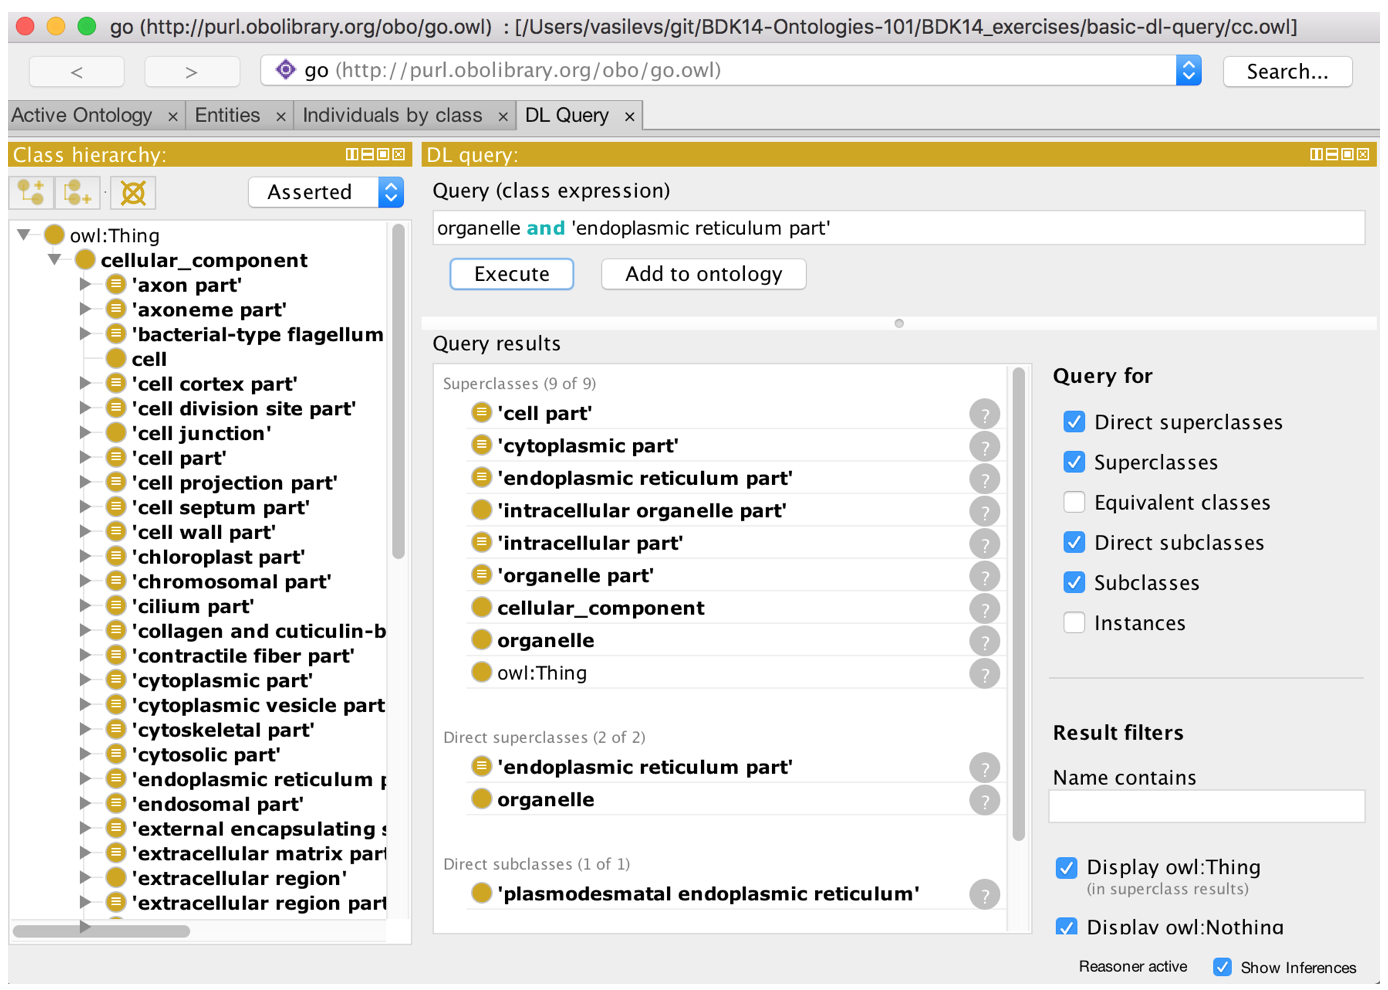 go (http://purl.obolibrary.org/obo/go.owl) : [/Users/vasilevs/git/BDK14-Ontologies-101/BDK14_exercises/basic-dl-query/cc.owl]
< > go (http://purl.obolibrary.org/obo/go.owl) Search...
Active Ontology × Entities × Individuals by class × DL Query ×
Class hierarchy:
Asserted
owl:Thing
cellular_component
'axon part'
'axoneme part'
'bacterial-type flagellum
cell
'cell cortex part'
'cell division site part'
'cell junction'
'cell part'
'cell projection part'
'cell septum part'
'cell wall part'
'chloroplast part'
'chromosomal part'
'cilium part'
'collagen and cuticulin-b
'contractile fiber part'
'cytoplasmic part'
'cytoplasmic vesicle part
'cytoskeletal part'
'cytosolic part'
'endoplasmic reticulum p
'endosomal part'
'external encapsulating s
'extracellular matrix part
'extracellular region'
'extracellular region part
DL query:
Query (class expression)
organelle and 'endoplasmic reticulum part'
Execute Add to ontology
Query results
Superclasses (9 of 9)
'cell part' ?
'cytoplasmic part' ?
'endoplasmic reticulum part' ?
'intracellular organelle part' ?
'intracellular part' ?
'organelle part' ?
cellular_component ?
organelle ?
owl:Thing ?
Direct superclasses (2 of 2)
'endoplasmic reticulum part' ?
organelle ?
Direct subclasses (1 of 1)
'plasmodesmatal endoplasmic reticulum' ?
Query for
Direct superclasses
Superclasses
Equivalent classes
Direct subclasses
Subclasses
Instances
Result filters
Name contains
Display owl:Thing
(in superclass results)
Display owl:Nothing
Reasoner active Show Inferences